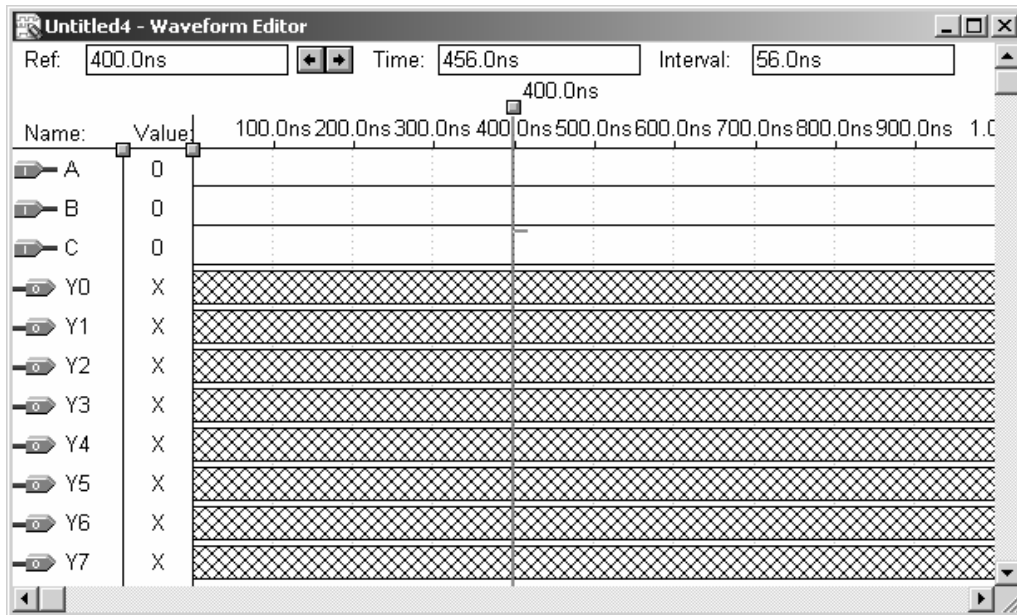 Untitled4 - Waveform Editor
Ref: 400.0ns Time: 456.0ns Interval: 56.0ns
400.0ns
Name: Value: 100.0ns 200.0ns 300.0ns 400.0ns 500.0ns 600.0ns 700.0ns 800.0ns 900.0ns 1.0
A 0
B 0
C 0
Y0 X
Y1 X
Y2 X
Y3 X
Y4 X
Y5 X
Y6 X
Y7 X